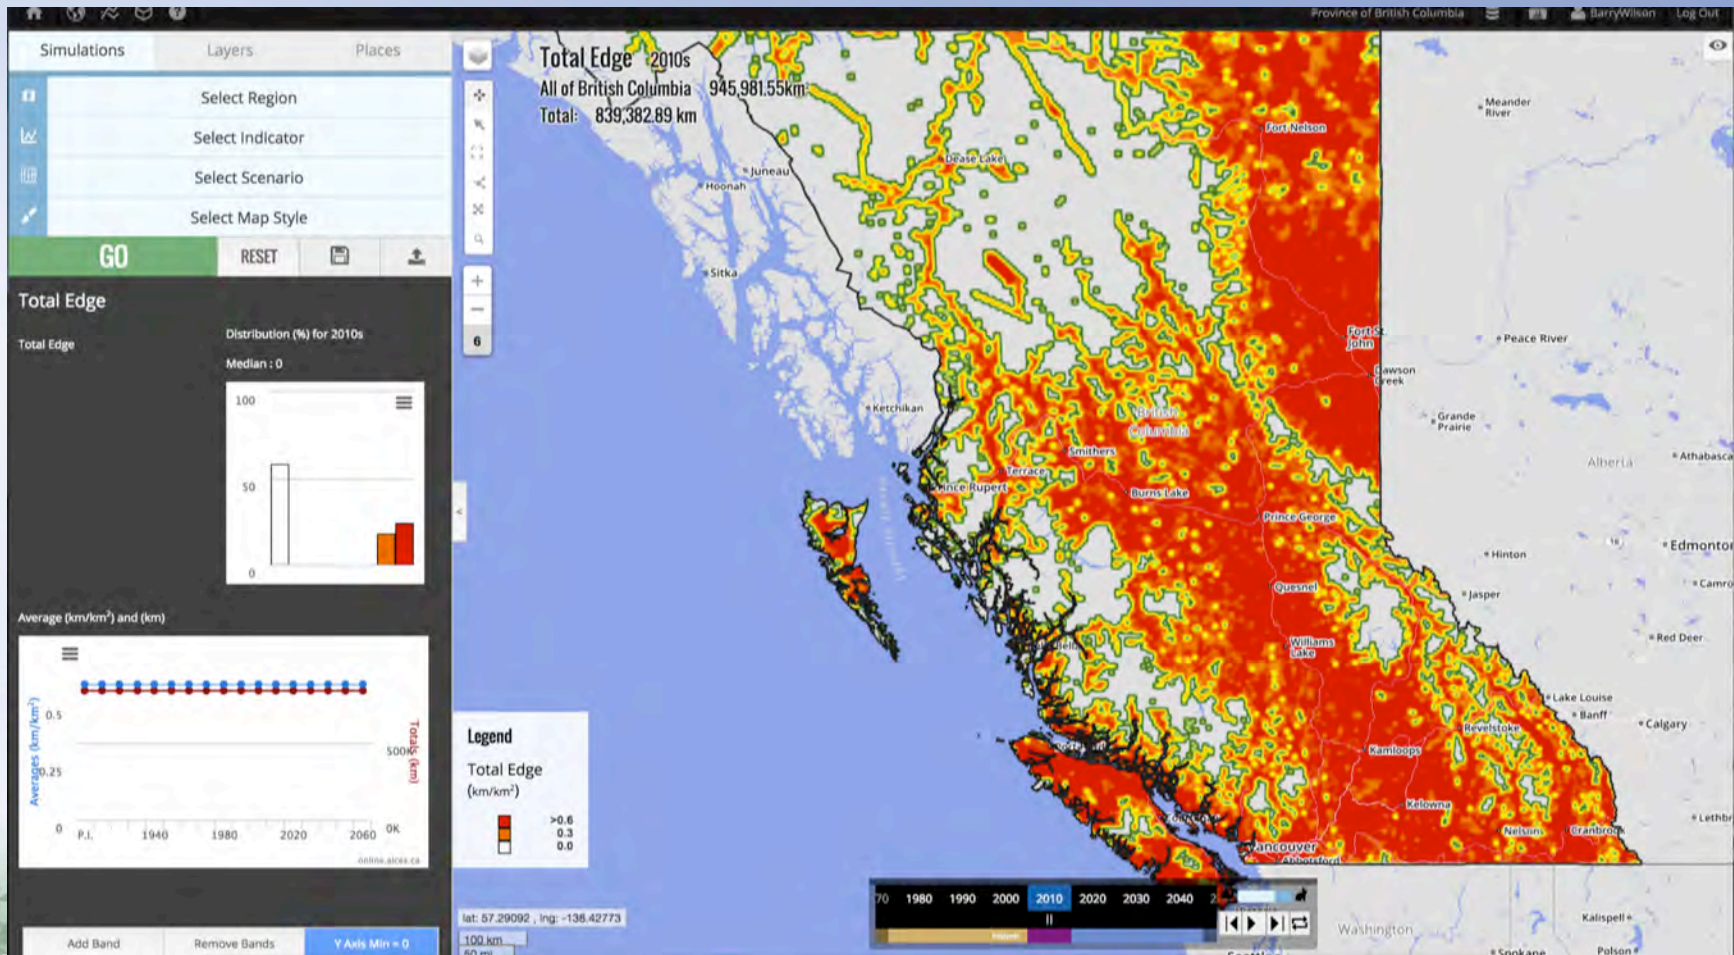 Province of British Columbia
BarryWilson
Log Out
Simulations
Layers
Places
Select Region
Select Indicator
Select Scenario
Select Map Style
GO
RESET
Total Edge
Total Edge
Distribution (%) for 2010s
Median : 0
100
50
0
Average (km/km²) and (km)
Averages (km/km²)
0.5
0.25
0
500K
0K
Totals (km)
P.I.
1940
1980
2020
2060
online.alces.ca
Add Band
Remove Bands
Y Axis Min = 0
6
Total Edge 2010s
All of British Columbia 945,981.55km²
Total: 839,382.89 km
Juneau
Hoonah
Sitka
Ketchikan
Dease Lake
Fort Nelson
Meander
River
Fort St.
John
Dawson
Creek
Peace River
Grande
Prairie
British
Columbia
Smithers
Terrace
Prince Rupert
Burns Lake
Prince George
Alberta
Athabasca
Hinton
Edmonton
Camro
Jasper
Quesnel
Williams
Lake
Red Deer
Lake Louise
Banff
Calgary
Revelstoke
Kamloops
Kelowna
Nelson
Cranbrook
Lethbr
Vancouver
Abbotsford
Washington
Kalispell
Polson
Spokane
Legend
Total Edge
(km/km²)
>0.6
0.3
0.0
lat: 57.29092 , lng: -136.42773
100 km
50 mi
70
1980
1990
2000
2010
2020
2030
2040
2